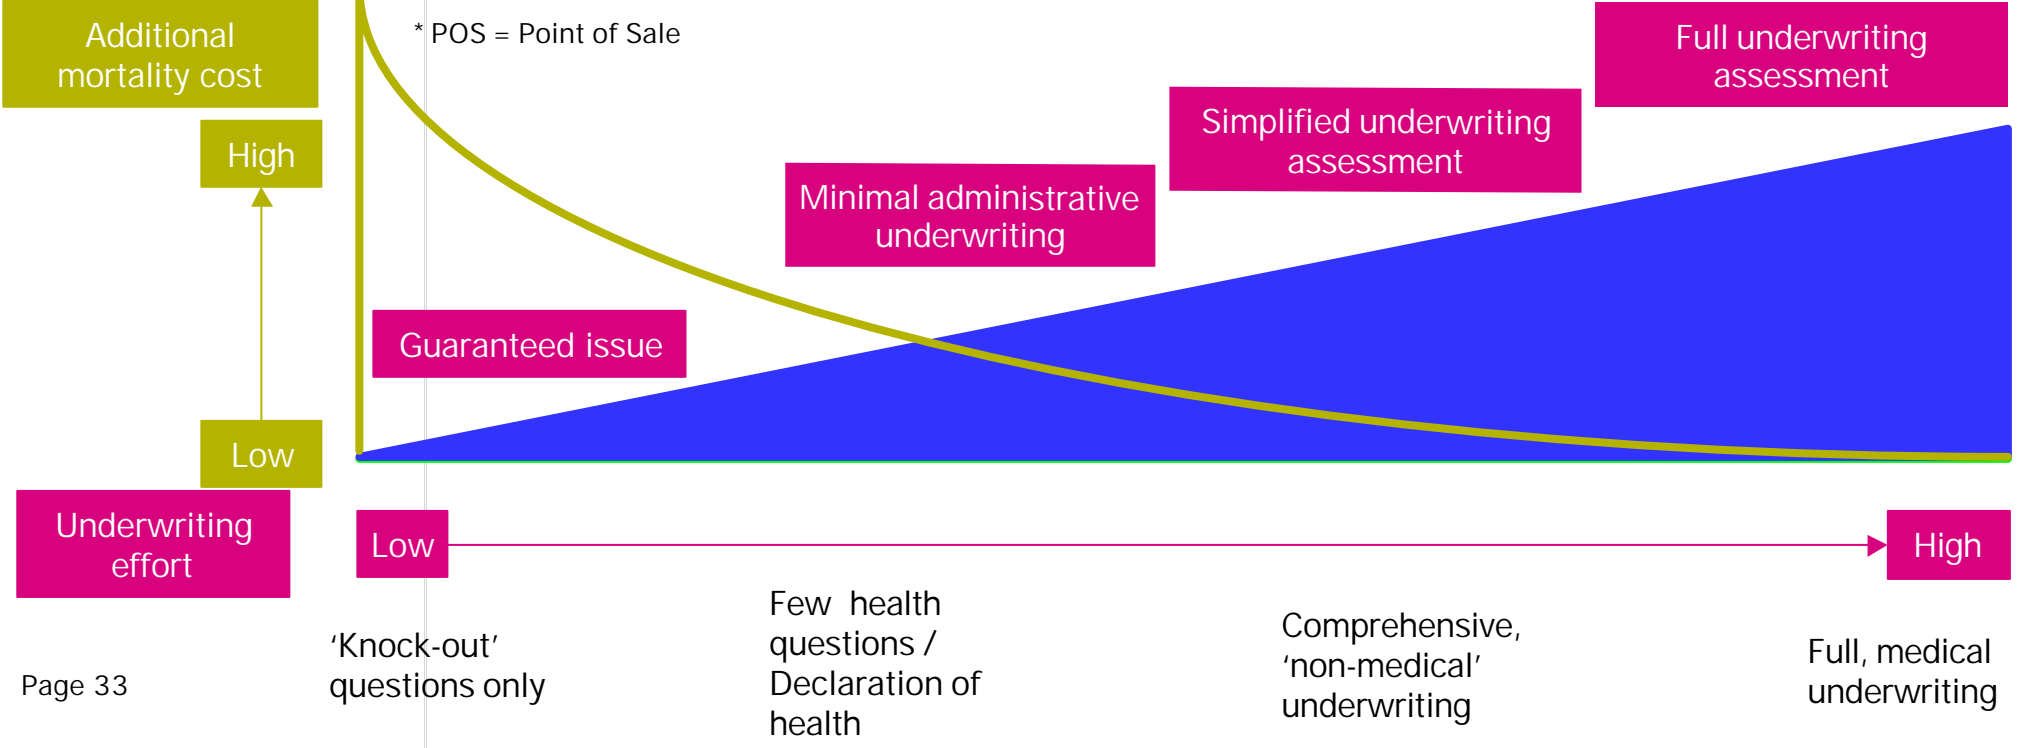 Additional
mortality cost
* POS = Point of Sale
Full underwriting
assessment
High
Simplified underwriting
assessment
Minimal administrative
underwriting
Guaranteed issue
Low
Underwriting
effort
Low
High
‘Knock-out’
questions only
Few health
questions /
Declaration of
health
Comprehensive,
‘non-medical’
underwriting
Full, medical
underwriting
Page 33